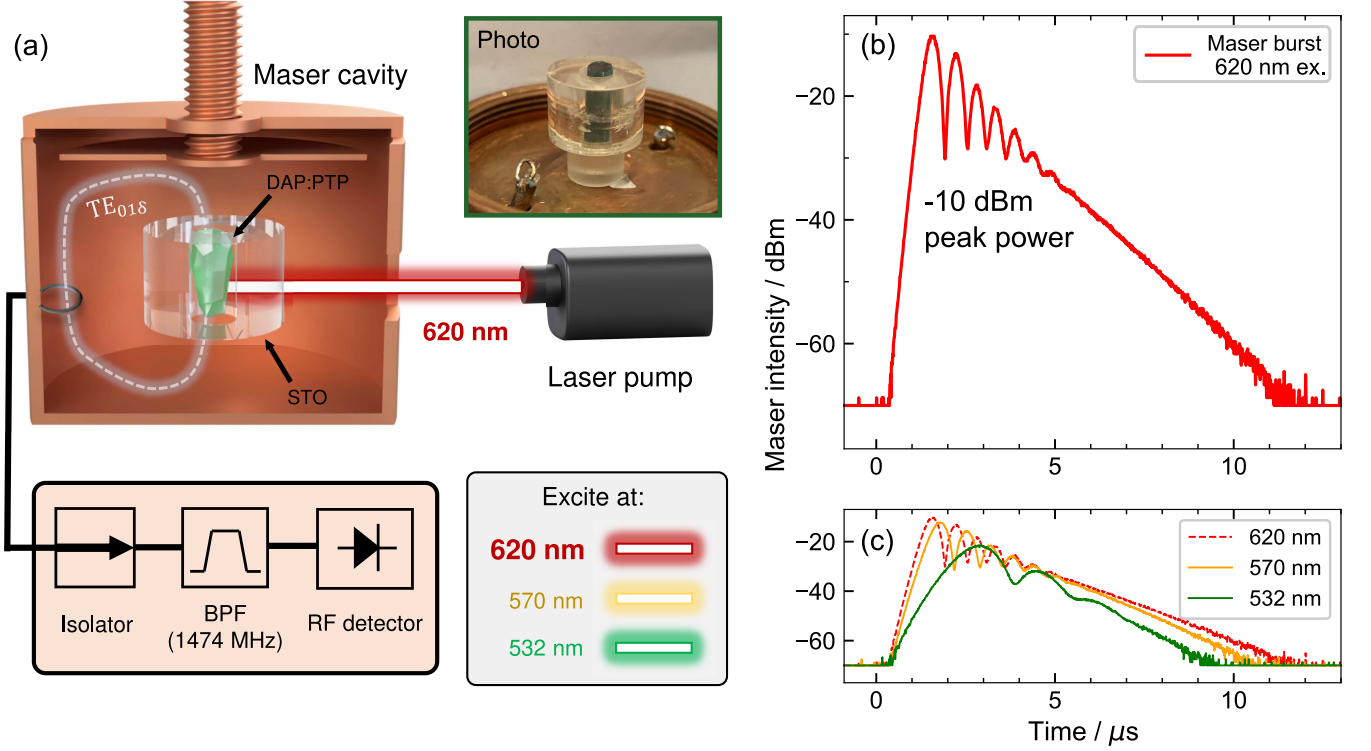 (a)
Maser cavity
Photo
DAP:PTP
TE₀₁δ
620 nm
STO
Laser pump
Isolator
BPF
(1474 MHz)
RF detector
Excite at:
620 nm
570 nm
532 nm
(b)
Maser burst
620 nm ex.
-10 dBm
peak power
Maser intensity / dBm
−20
−40
−60
0
5
10
(c)
620 nm
570 nm
532 nm
−20
−40
−60
0
5
10
Time / μs